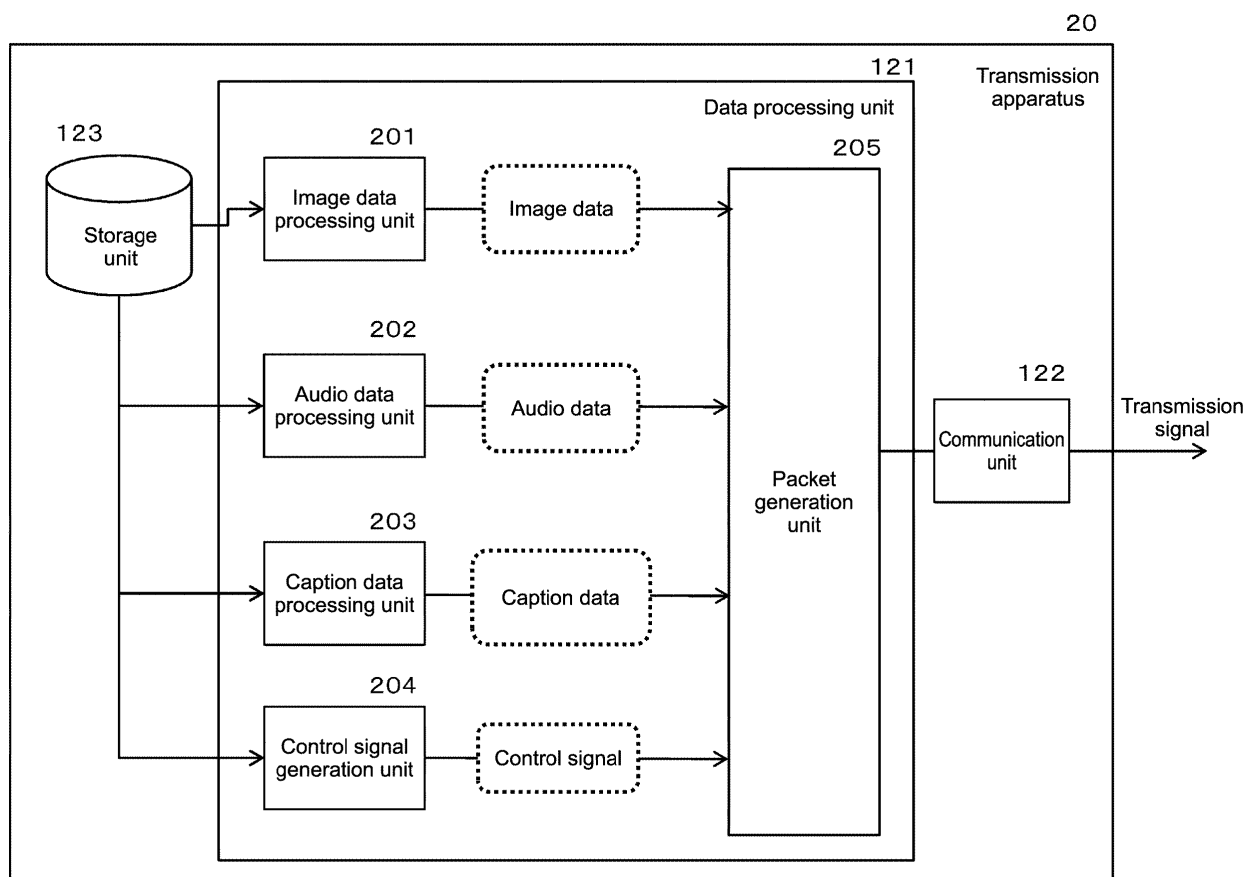 20
Transmission
apparatus
121
Data processing unit
123
Storage
unit
201
Image data
processing unit
Image data
205
Packet
generation
unit
202
Audio data
processing unit
Audio data
122
Communication
unit
Transmission
signal
203
Caption data
processing unit
Caption data
204
Control signal
generation unit
Control signal